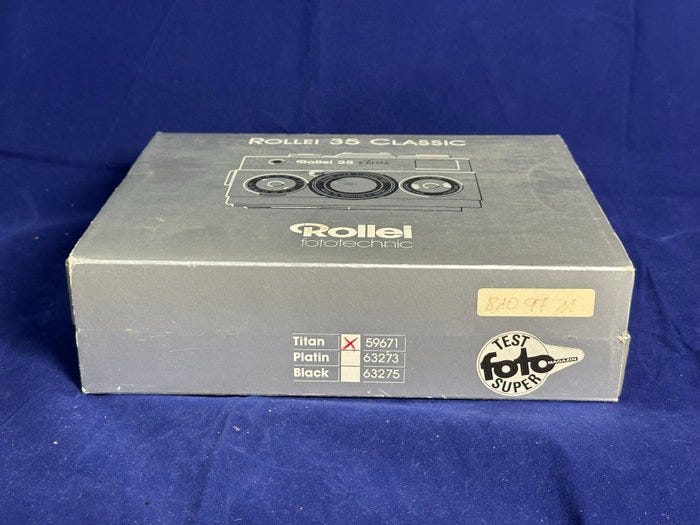 ROLLEI 35 CLASSIC
Rollei 35 Classic
Rollei
fototechnic
Titan X 59671
Platin 63273
Black 63275
TEST
foto MAGAZIN
SUPER